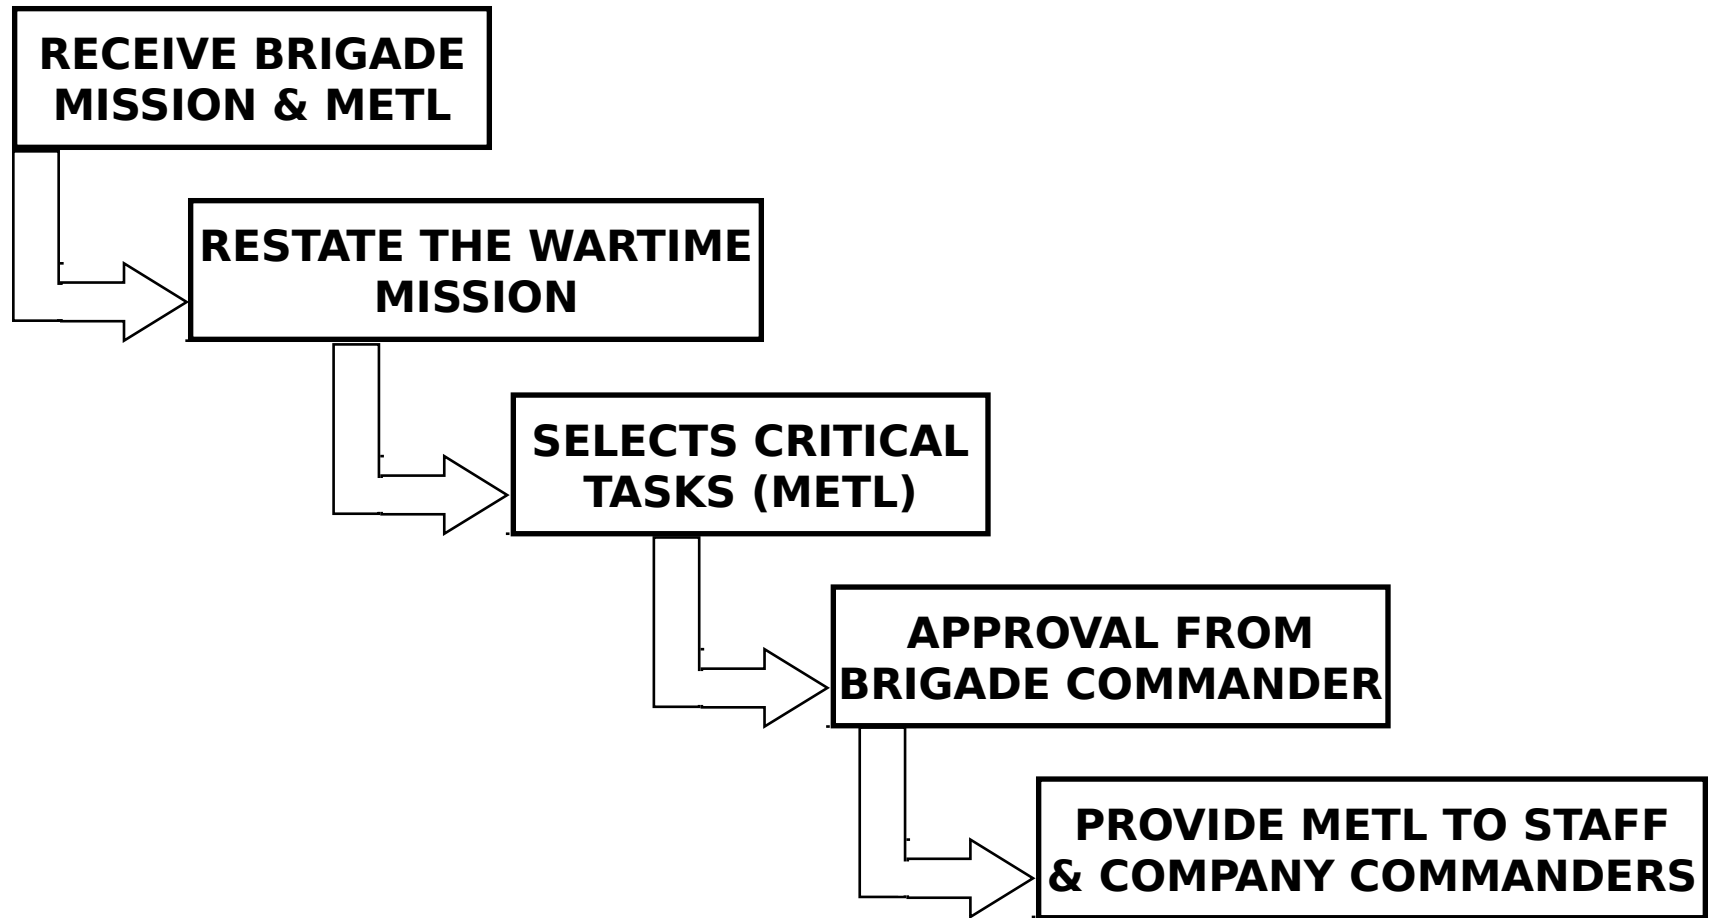 RECEIVE BRIGADE
MISSION & METL
RESTATE THE WARTIME
MISSION
SELECTS CRITICAL
TASKS (METL)
APPROVAL FROM
BRIGADE COMMANDER
PROVIDE METL TO STAFF
& COMPANY COMMANDERS